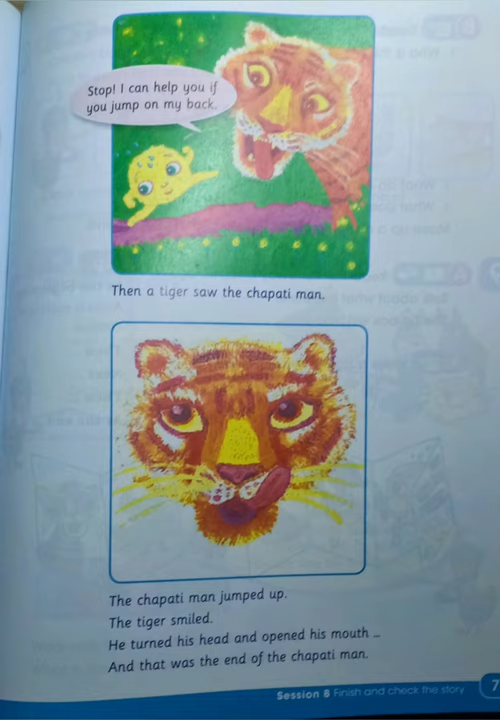 Stop! I can help you if
you jump on my back.
Then a tiger saw the chapati man.
The chapati man jumped up.
The tiger smiled.
He turned his head and opened his mouth ...
And that was the end of the chapati man.
Session 8 Finish and check the story
7